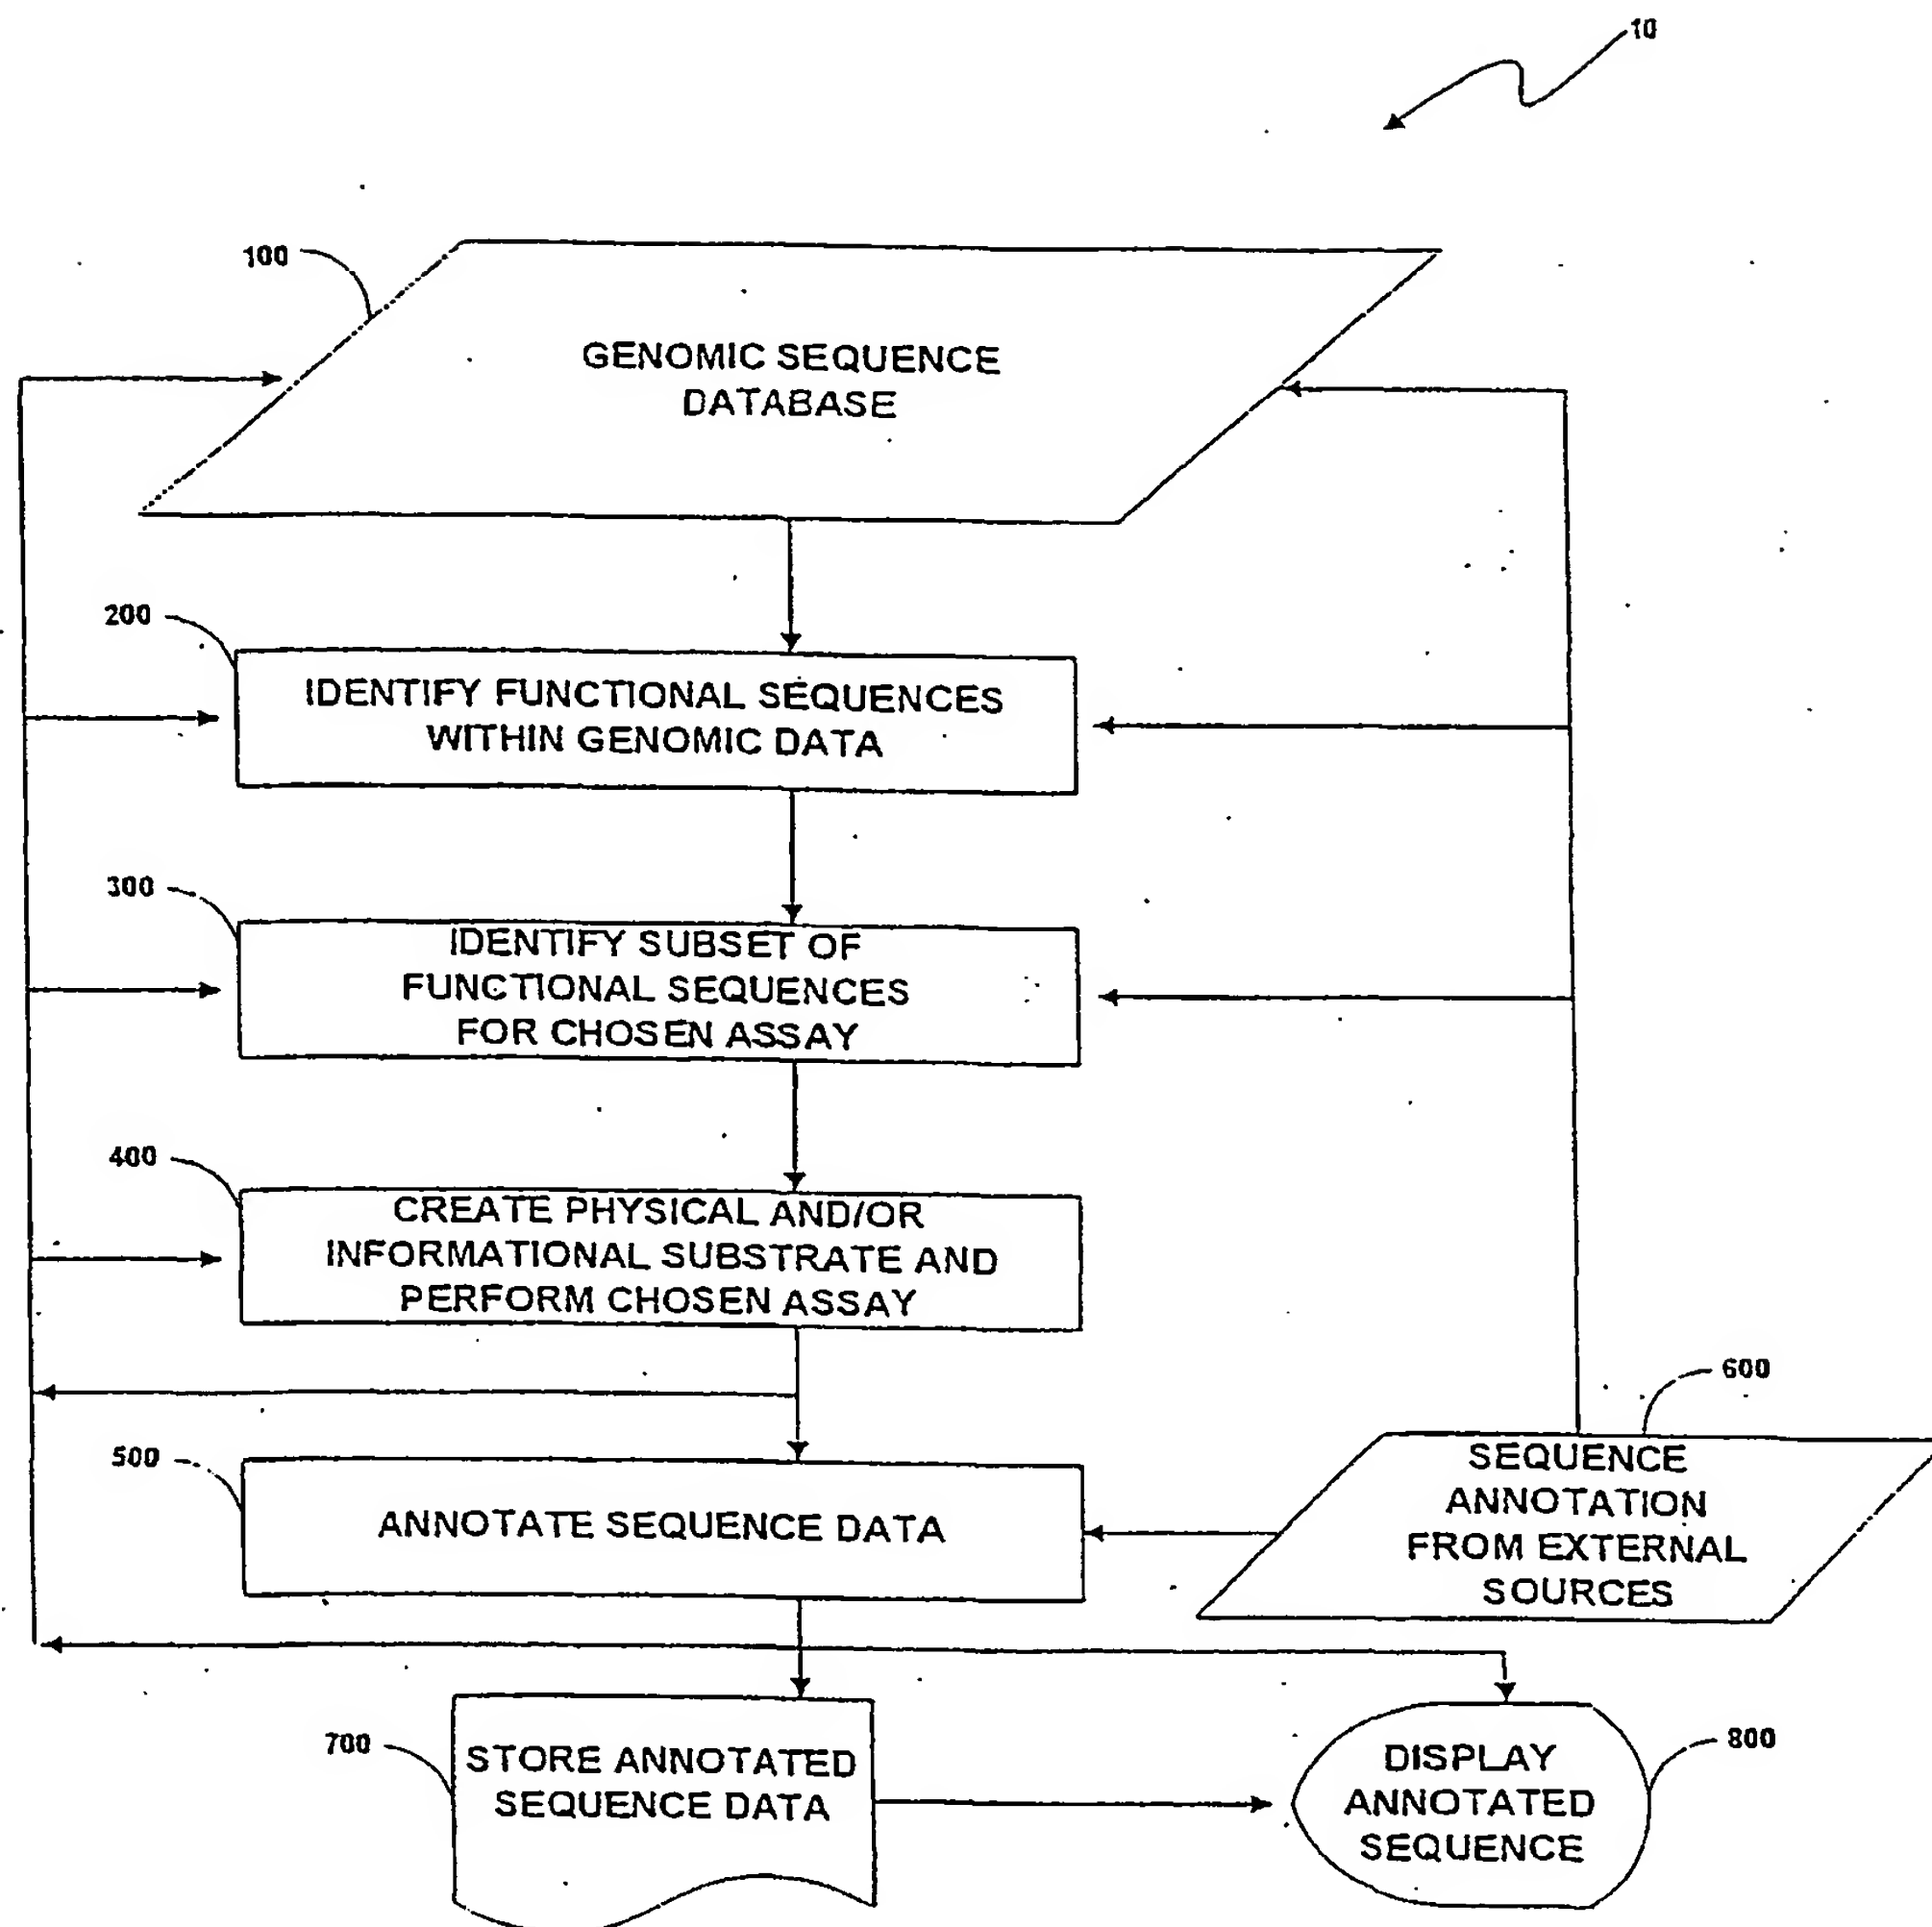 10
100
GENOMIC SEQUENCE
DATABASE
200
IDENTIFY FUNCTIONAL SEQUENCES
WITHIN GENOMIC DATA
300
IDENTIFY SUBSET OF
FUNCTIONAL SEQUENCES
FOR CHOSEN ASSAY
400
CREATE PHYSICAL AND/OR
INFORMATIONAL SUBSTRATE AND
PERFORM CHOSEN ASSAY
500
ANNOTATE SEQUENCE DATA
600
SEQUENCE
ANNOTATION
FROM EXTERNAL
SOURCES
700
STORE ANNOTATED
SEQUENCE DATA
800
DISPLAY
ANNOTATED
SEQUENCE